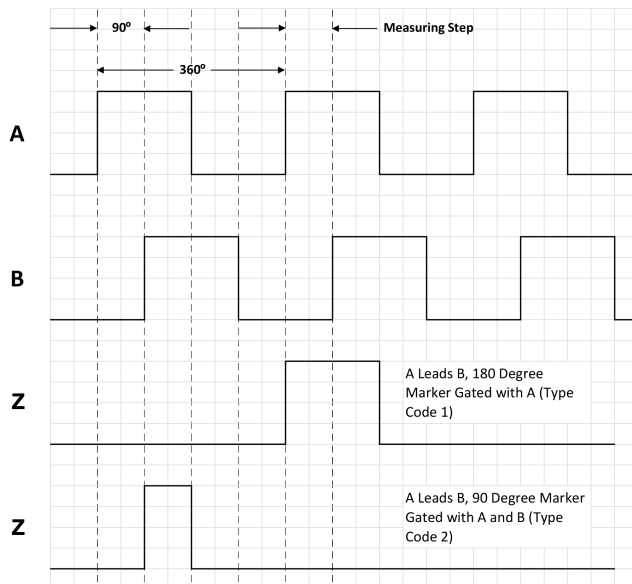 90º
Measuring Step
360º
A
B
Z
A Leads B, 180 Degree
Marker Gated with A (Type
Code 1)
Z
A Leads B, 90 Degree Marker
Gated with A and B (Type
Code 2)